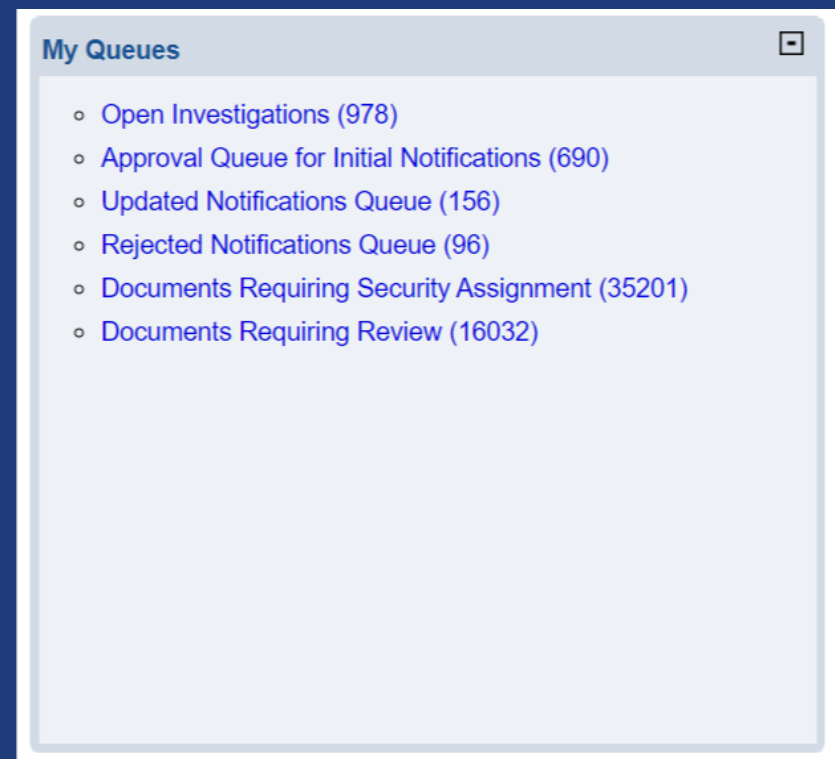 My Queues
Open Investigations (978)
Approval Queue for Initial Notifications (690)
Updated Notifications Queue (156)
Rejected Notifications Queue (96)
Documents Requiring Security Assignment (35201)
Documents Requiring Review (16032)